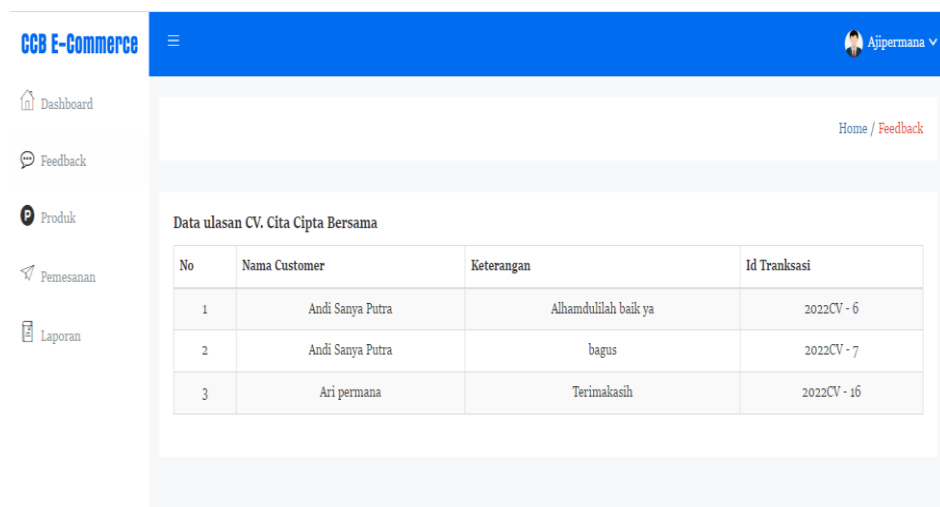 CCB E-Commerce
Ajipermana
Dashboard
Feedback
Produk
Pemesanan
Laporan
Home / Feedback
Data ulasan CV. Cita Cipta Bersama
No Nama Customer Keterangan Id Tranksasi
1 Andi Sanya Putra Alhamdulilah baik ya 2022CV - 6
2 Andi Sanya Putra bagus 2022CV - 7
3 Ari permana Terimakasih 2022CV - 16